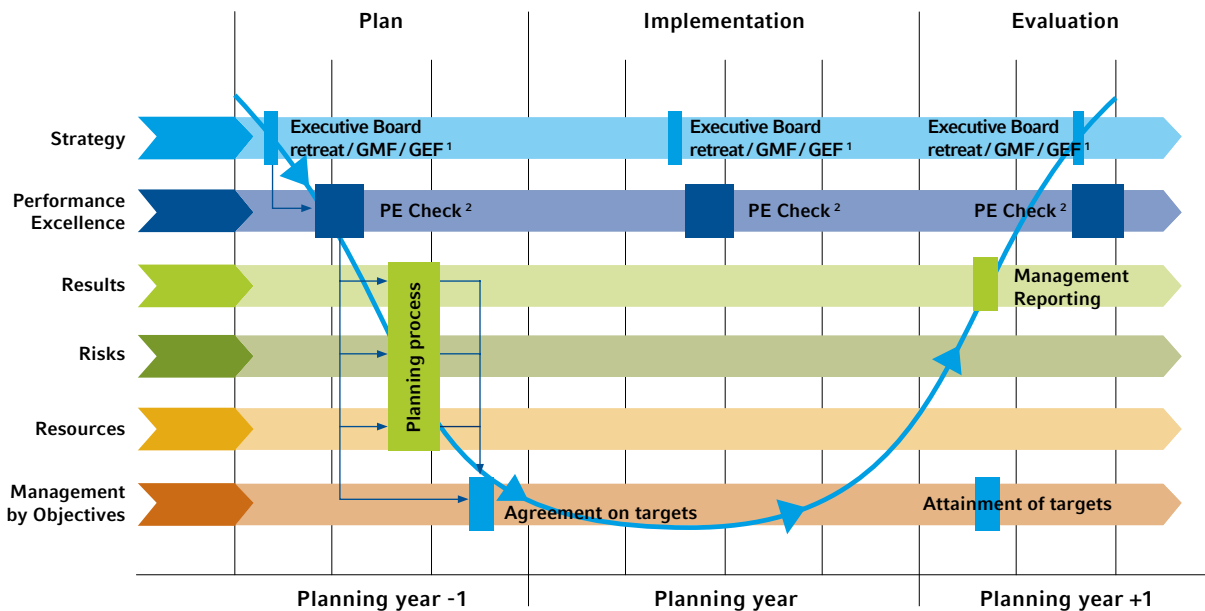 Plan
Implementation
Evaluation
Strategy
Executive Board
retreat / GMF / GEF ¹
Executive Board
retreat / GMF / GEF ¹
Executive Board
retreat / GMF / GEF ¹
Performance
Excellence
PE Check ²
PE Check ²
PE Check ²
Results
Management
Reporting
Planning process
Risks
Resources
Management
by Objectives
Agreement on targets
Attainment of targets
Planning year -1
Planning year
Planning year +1